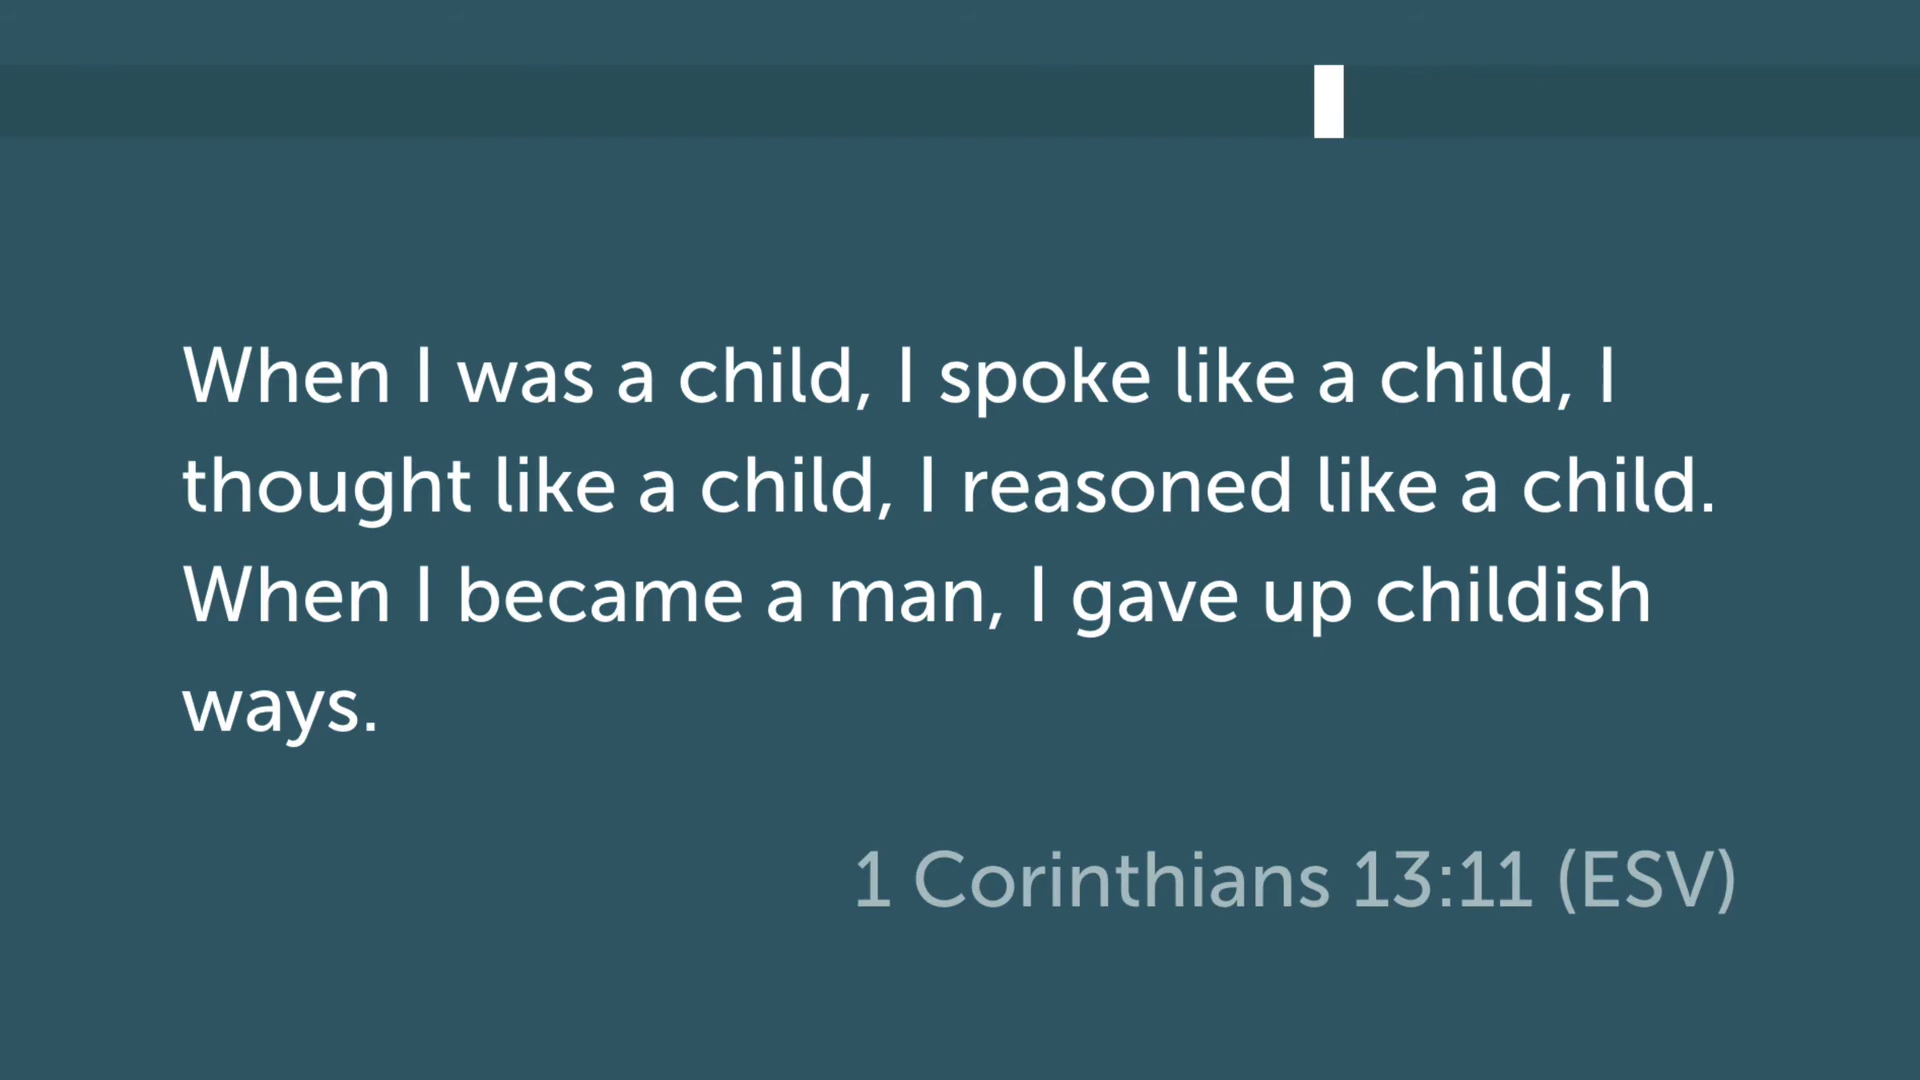 When I was a child, I spoke like a child, I
thought like a child, I reasoned like a child.
When I became a man, I gave up childish
ways.
1 Corinthians 13:11 (ESV)